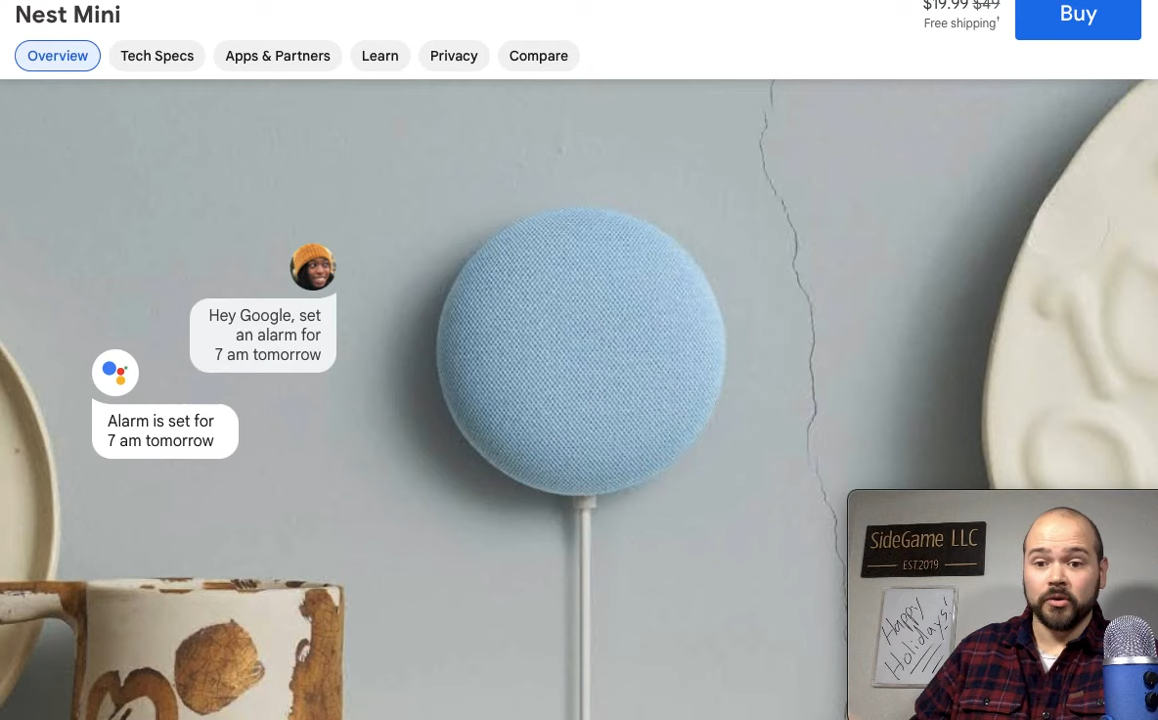 Nest Mini
$19.99 $49
Free shipping†
Buy
Overview
Tech Specs
Apps & Partners
Learn
Privacy
Compare
Hey Google, set
an alarm for
7 am tomorrow
Alarm is set for
7 am tomorrow
SideGame LLC
EST.2019
Happy
Holidays!